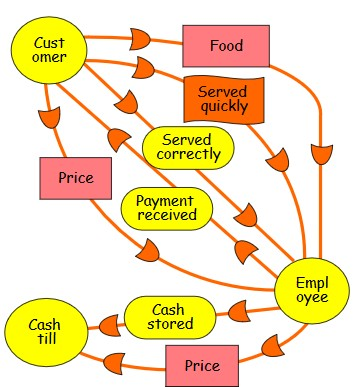 Cust
omer
Food
Served
quickly
Served
correctly
Price
Payment
received
Empl
oyee
Cash
stored
Cash
till
Price